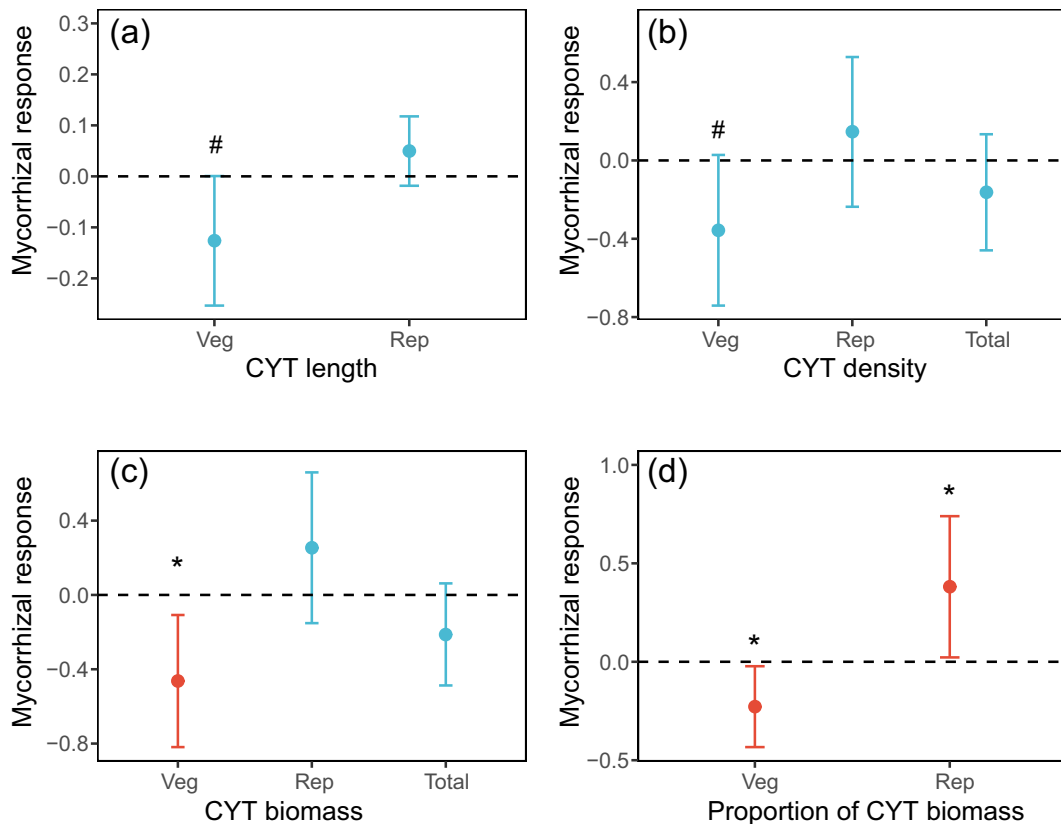 (a)
Mycorrhizal response
0.3
0.2
0.1
0.0
−0.1
−0.2
#
Veg
Rep
CYT length
(b)
Mycorrhizal response
0.4
0.0
−0.4
−0.8
#
Veg
Rep
Total
CYT density
(c)
Mycorrhizal response
0.4
0.0
−0.4
−0.8
*
Veg
Rep
Total
CYT biomass
(d)
Mycorrhizal response
1.0
0.5
0.0
−0.5
*
*
Veg
Rep
Proportion of CYT biomass